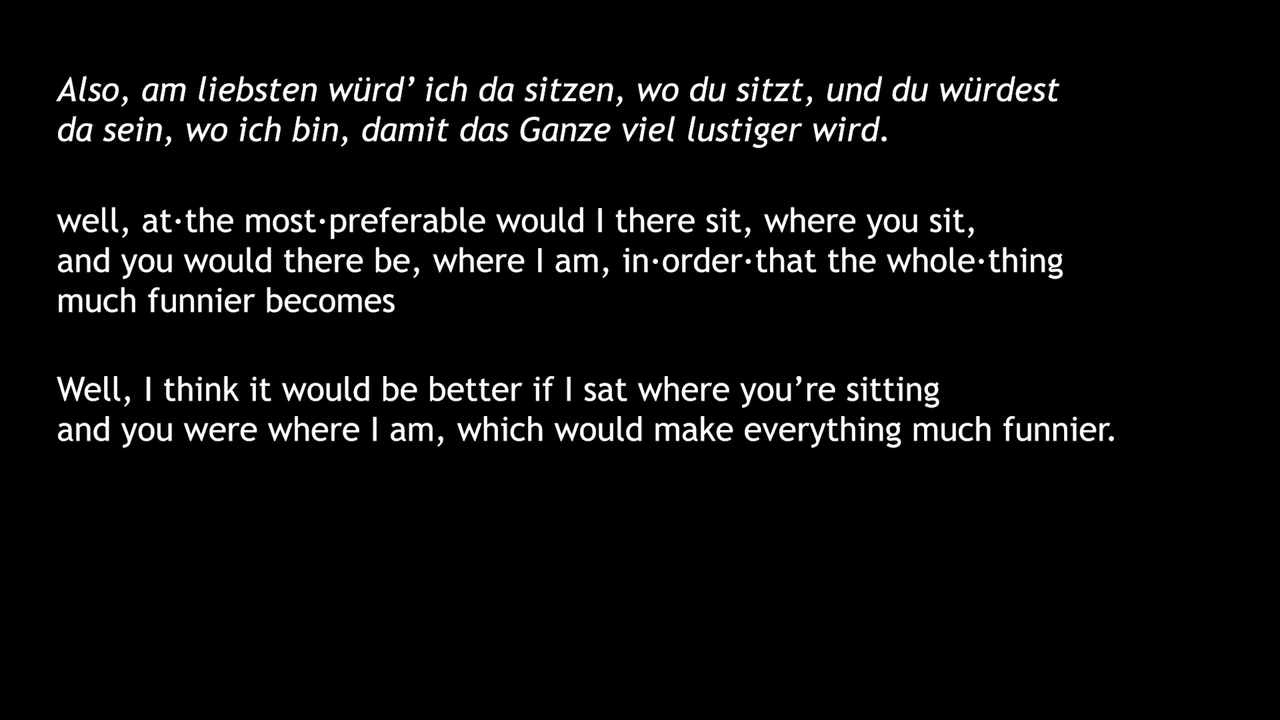 Also, am liebsten würd’ ich da sitzen, wo du sitzt, und du würdest
da sein, wo ich bin, damit das Ganze viel lustiger wird.
well, at·the most·preferable would I there sit, where you sit,
and you would there be, where I am, in·order·that the whole·thing
much funnier becomes
Well, I think it would be better if I sat where you’re sitting
and you were where I am, which would make everything much funnier.